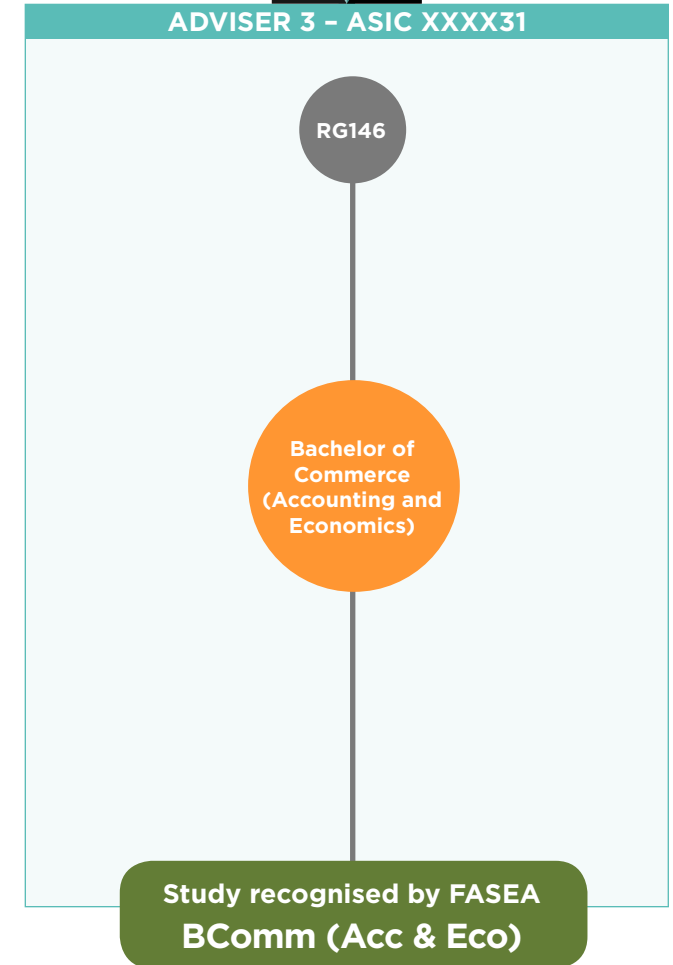 ADVISER 3 – ASIC XXXX31
RG146
Bachelor of
Commerce
(Accounting and
Economics)
Study recognised by FASEA
BComm (Acc & Eco)